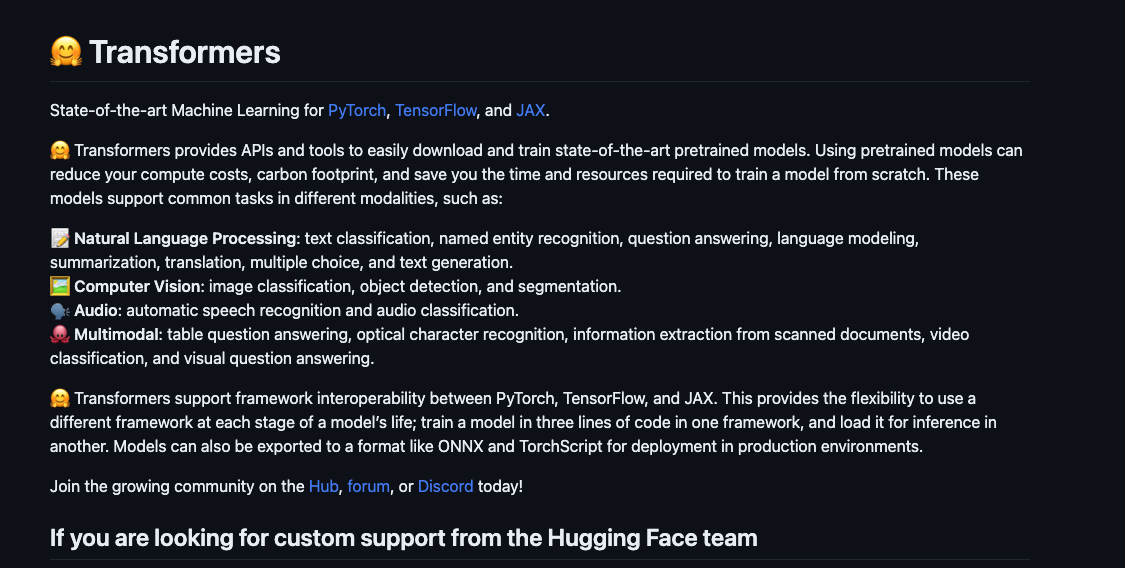 🤗 Transformers
State-of-the-art Machine Learning for PyTorch, TensorFlow, and JAX.
🤗 Transformers provides APIs and tools to easily download and train state-of-the-art pretrained models. Using pretrained models can
reduce your compute costs, carbon footprint, and save you the time and resources required to train a model from scratch. These
models support common tasks in different modalities, such as:
📝 Natural Language Processing: text classification, named entity recognition, question answering, language modeling,
summarization, translation, multiple choice, and text generation.
🖼️ Computer Vision: image classification, object detection, and segmentation.
🗣️ Audio: automatic speech recognition and audio classification.
🐙 Multimodal: table question answering, optical character recognition, information extraction from scanned documents, video
classification, and visual question answering.
🤗 Transformers support framework interoperability between PyTorch, TensorFlow, and JAX. This provides the flexibility to use a
different framework at each stage of a model’s life; train a model in three lines of code in one framework, and load it for inference in
another. Models can also be exported to a format like ONNX and TorchScript for deployment in production environments.
Join the growing community on the Hub, forum, or Discord today!
If you are looking for custom support from the Hugging Face team